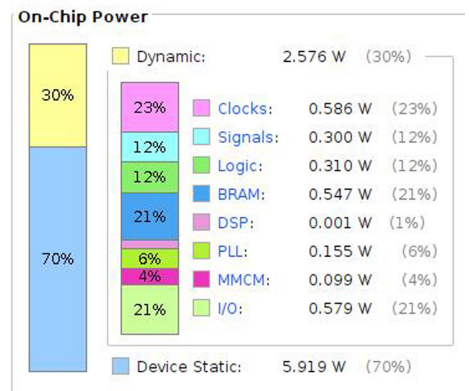 On-Chip Power
30%
70%
Dynamic: 2.576 W (30%)
23%
12%
12%
21%
6%
4%
21%
Clocks: 0.586 W (23%)
Signals: 0.300 W (12%)
Logic: 0.310 W (12%)
BRAM: 0.547 W (21%)
DSP: 0.001 W (1%)
PLL: 0.155 W (6%)
MMCM: 0.099 W (4%)
I/O: 0.579 W (21%)
Device Static: 5.919 W (70%)